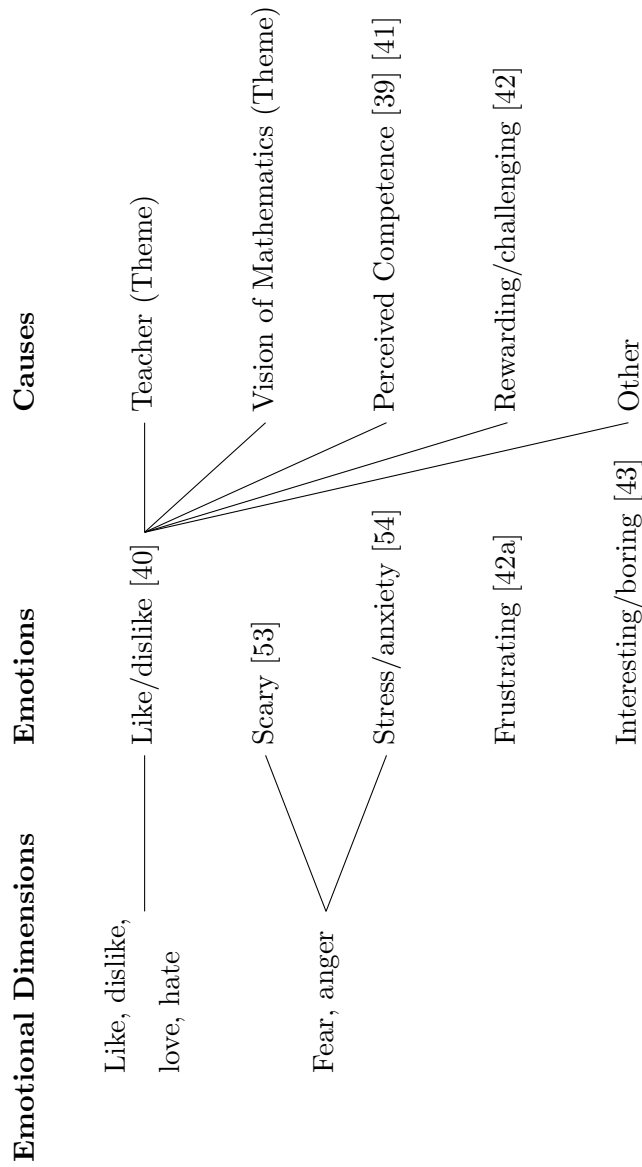 Emotional Dimensions
Emotions
Causes
Like, dislike,
love, hate
Fear, anger
Like/dislike [40]
Scary [53]
Stress/anxiety [54]
Frustrating [42a]
Interesting/boring [43]
Teacher (Theme)
Vision of Mathematics (Theme)
Perceived Competence [39] [41]
Rewarding/challenging [42]
Other